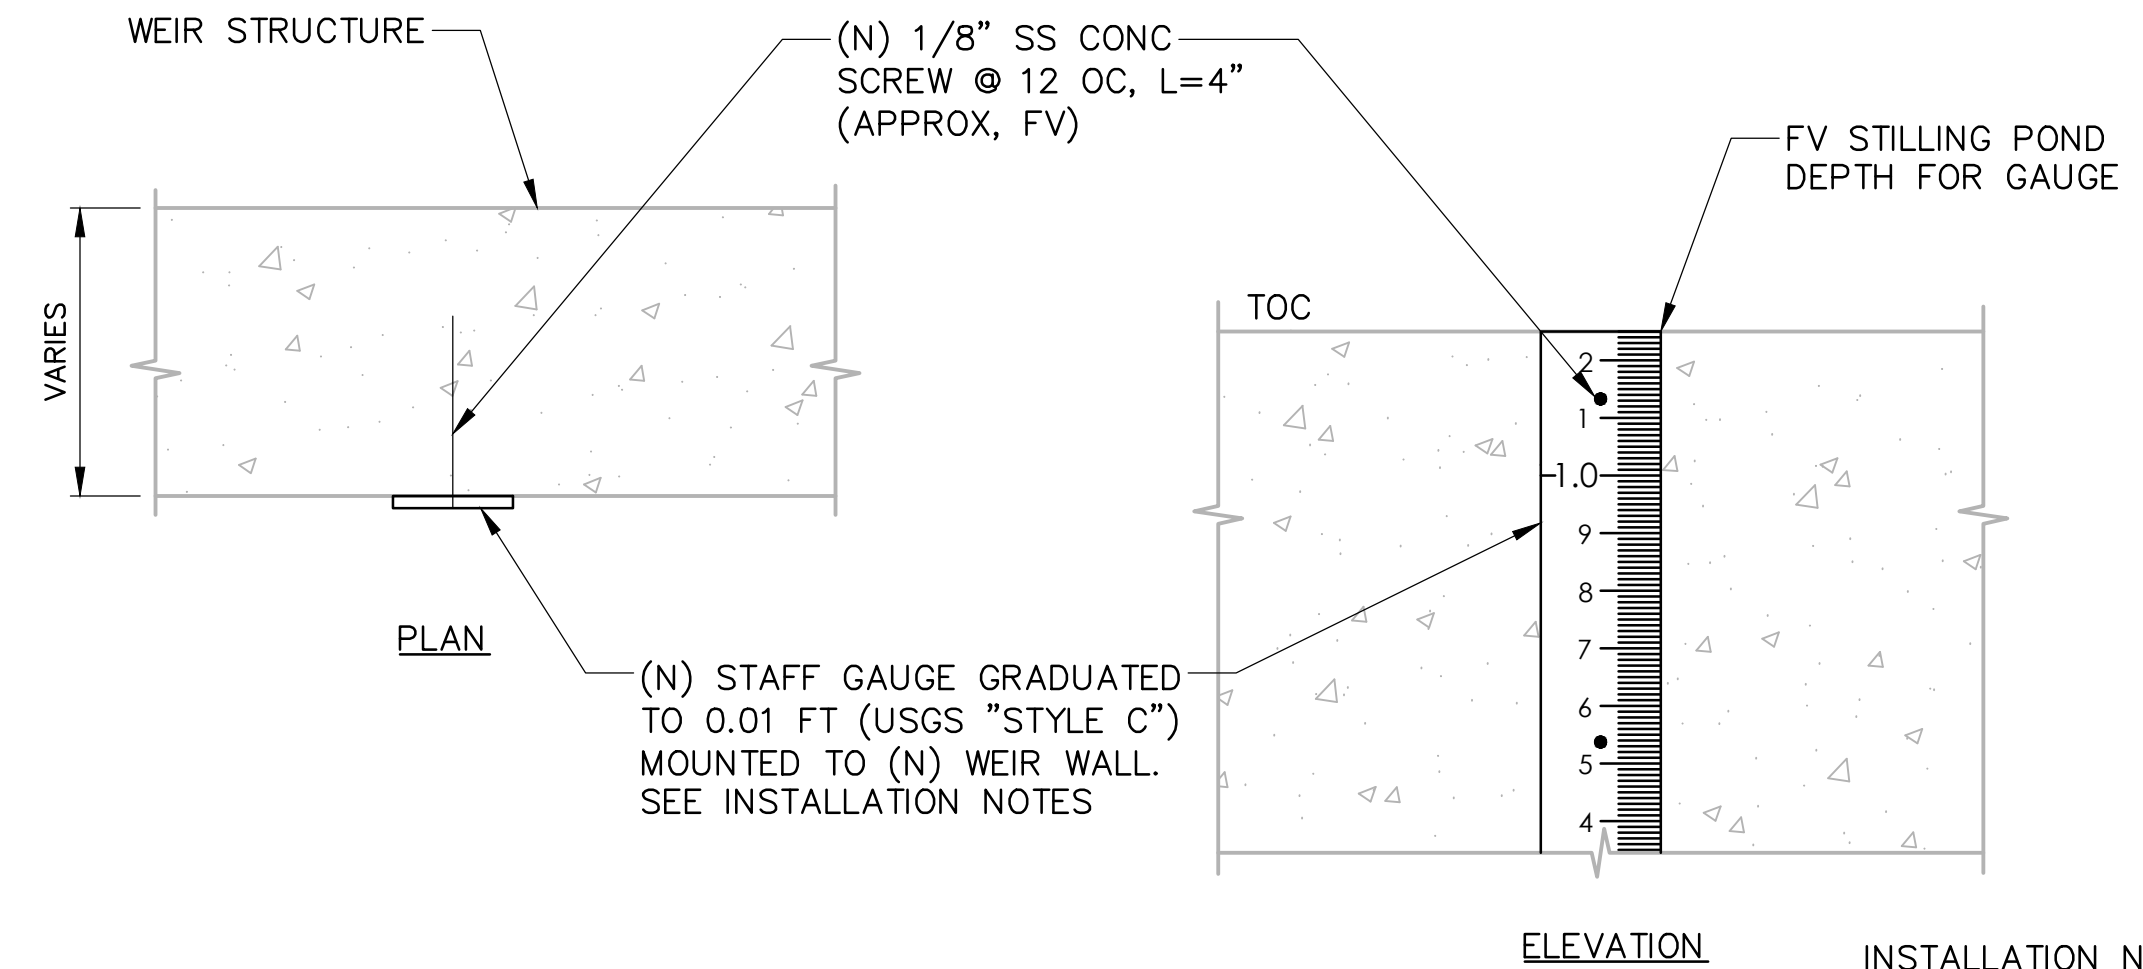 WEIR STRUCTURE
(N) 1/8" SS CONC
SCREW @ 12 OC, L=4"
(APPROX, FV)
FV STILLING POND
DEPTH FOR GAUGE
VARIES
TOC
2
1
1.0
9
8
7
6
5
4
PLAN
(N) STAFF GAUGE GRADUATED
TO 0.01 FT (USGS "STYLE C")
MOUNTED TO (N) WEIR WALL.
SEE INSTALLATION NOTES
ELEVATION
INSTALLATION N